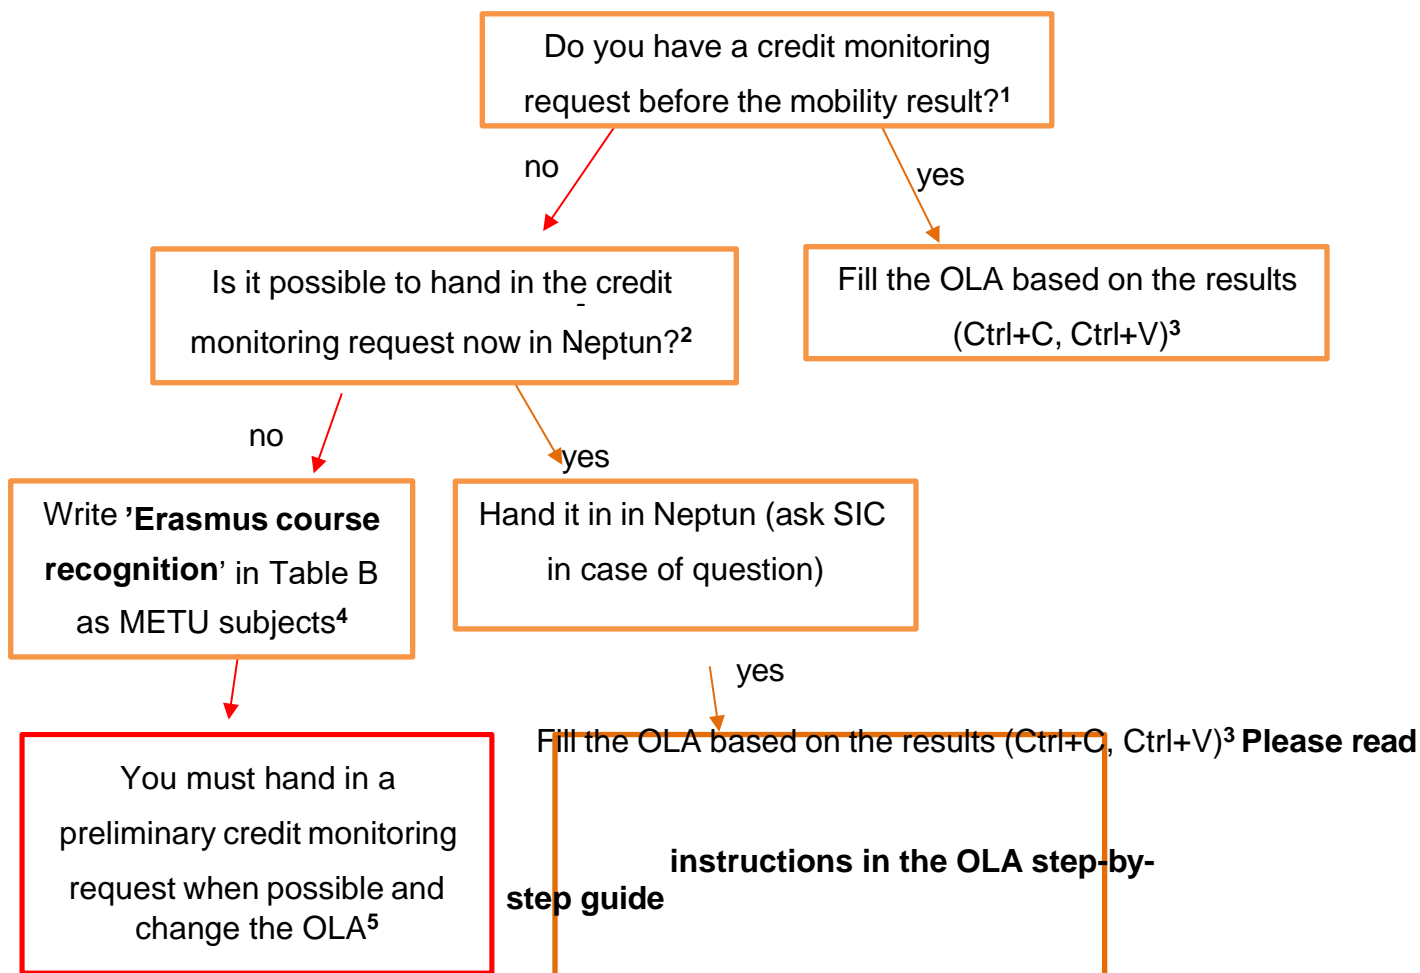 Do you have a credit monitoring
request before the mobility result?¹
no
yes
Is it possible to hand in the credit
monitoring request now in Neptun?²
Fill the OLA based on the results
(Ctrl+C, Ctrl+V)³
no
yes
Write ’Erasmus course
recognition’ in Table B
as METU subjects⁴
Hand it in in Neptun (ask SIC
in case of question)
yes
You must hand in a
preliminary credit monitoring
request when possible and
change the OLA⁵
Fill the OLA based on the results (Ctrl+C, Ctrl+V)³ Please read
instructions in the OLA step-by-
step guide